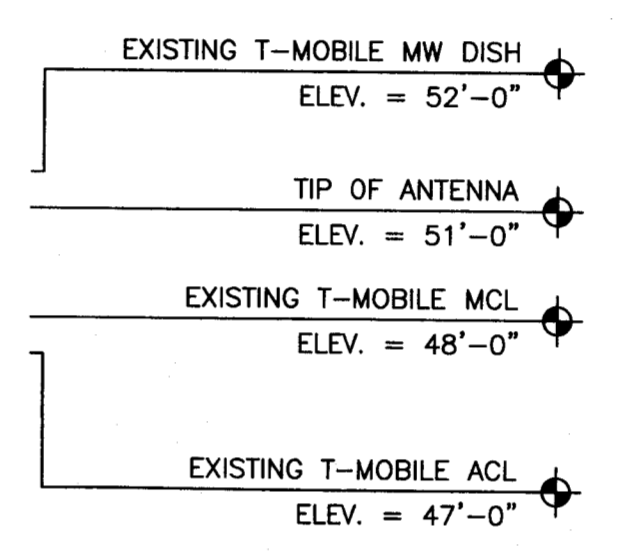 EXISTING T-MOBILE MW DISH
ELEV. = 52'-0"
TIP OF ANTENNA
ELEV. = 51'-0"
EXISTING T-MOBILE MCL
ELEV. = 48'-0"
EXISTING T-MOBILE ACL
ELEV. = 47'-0"